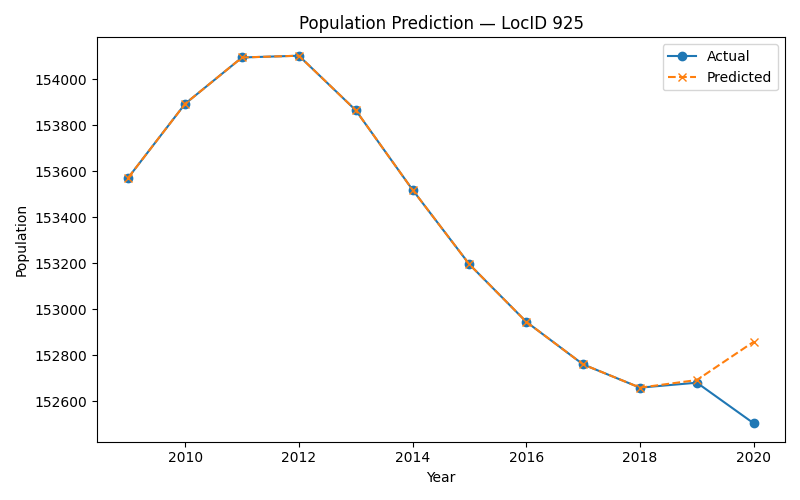 Population Prediction — LocID 925
Actual
Predicted
154000
153800
153600
153400
153200
153000
152800
152600
Population
2010 2012 2014 2016 2018 2020
Year